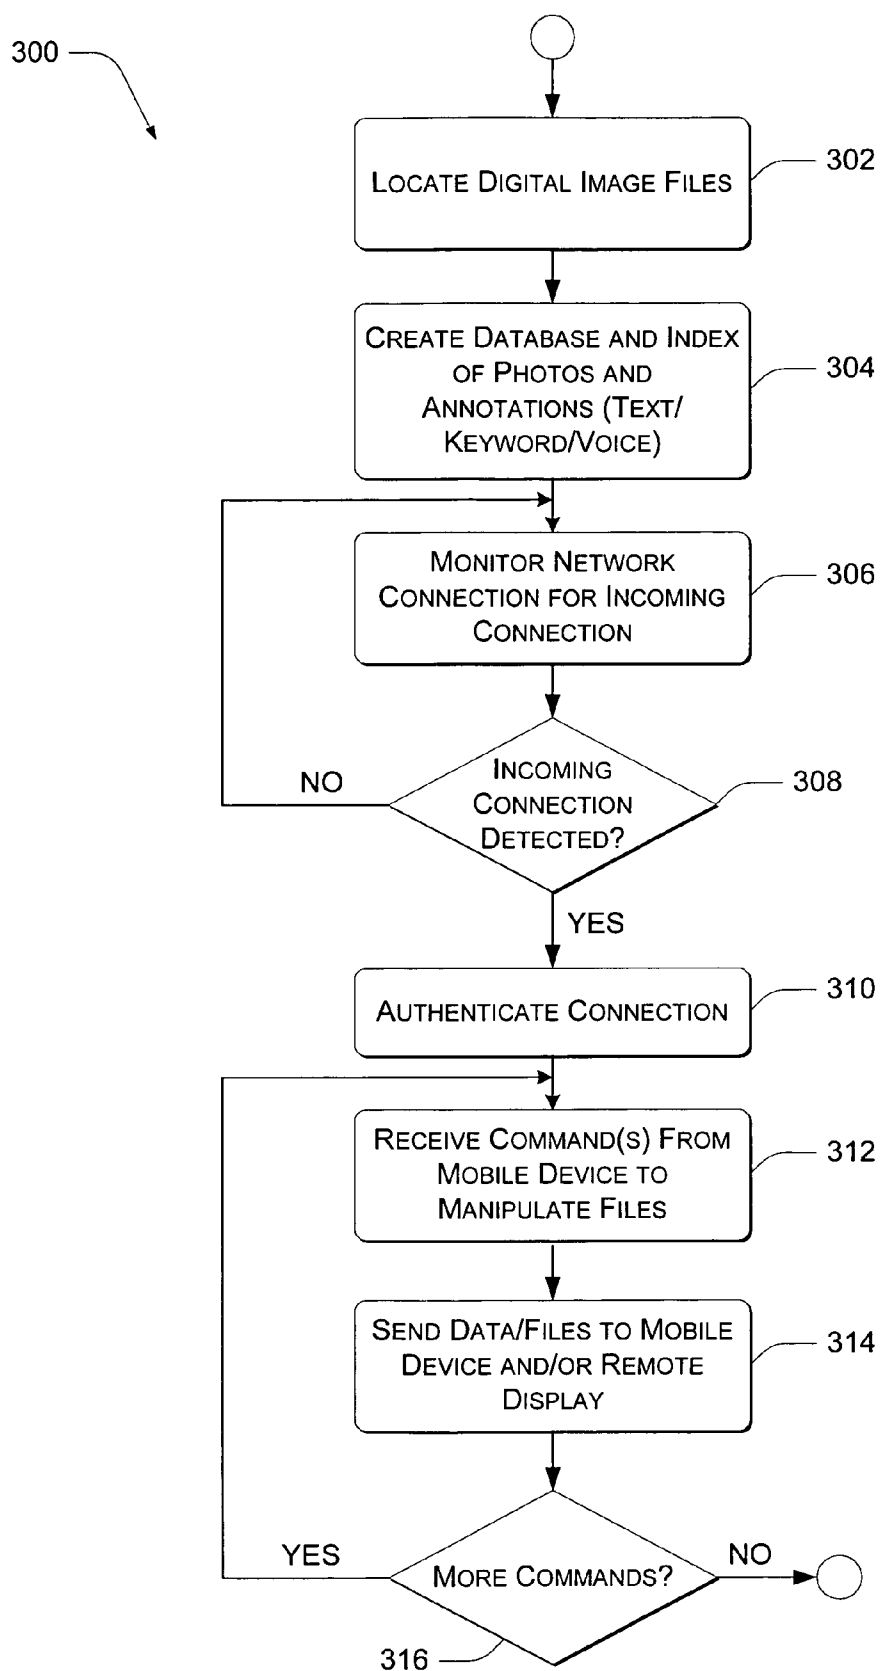 300
302
LOCATE DIGITAL IMAGE FILES
CREATE DATABASE AND INDEX
OF PHOTOS AND
ANNOTATIONS (TEXT/
KEYWORD/VOICE)
304
MONITOR NETWORK
CONNECTION FOR INCOMING
CONNECTION
306
INCOMING
CONNECTION
DETECTED?
308
NO
YES
AUTHENTICATE CONNECTION
310
RECEIVE COMMAND(S) FROM
MOBILE DEVICE TO
MANIPULATE FILES
312
SEND DATA/FILES TO MOBILE
DEVICE AND/OR REMOTE
DISPLAY
314
YES
MORE COMMANDS?
NO
316